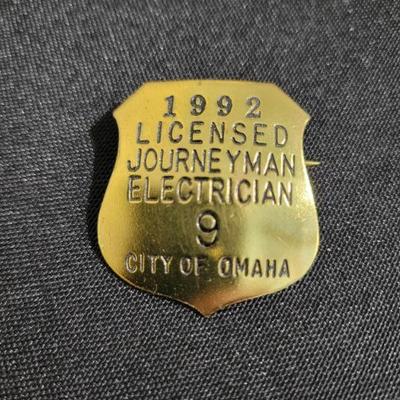 1992
LICENSED
JOURNEYMAN
ELECTRICIAN
9
CITY OF OMAHA